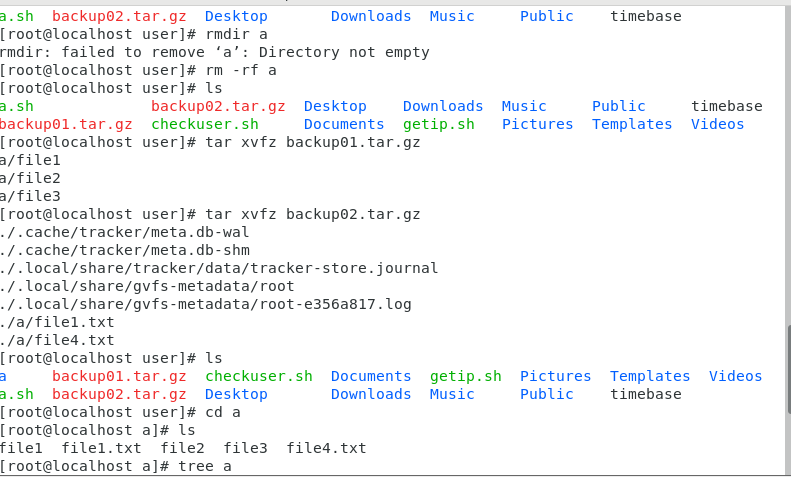 a.sh  backup02.tar.gz  Desktop       Downloads  Music     Public    timebase
[root@localhost user]# rmdir a
rmdir: failed to remove ‘a’: Directory not empty
[root@localhost user]# rm -rf a
[root@localhost user]# ls
a.sh             backup02.tar.gz  Desktop    Downloads  Music     Public     timebase
backup01.tar.gz  checkuser.sh     Documents  getip.sh   Pictures  Templates  Videos
[root@localhost user]# tar xvfz backup01.tar.gz
a/file1
a/file2
a/file3
[root@localhost user]# tar xvfz backup02.tar.gz
./.cache/tracker/meta.db-wal
./.cache/tracker/meta.db-shm
./.local/share/tracker/data/tracker-store.journal
./.local/share/gvfs-metadata/root
./.local/share/gvfs-metadata/root-e356a817.log
./a/file1.txt
./a/file4.txt
[root@localhost user]# ls
a     backup01.tar.gz  checkuser.sh  Documents  getip.sh  Pictures  Templates  Videos
a.sh  backup02.tar.gz  Desktop       Downloads  Music     Public    timebase
[root@localhost user]# cd a
[root@localhost a]# ls
file1  file1.txt  file2  file3  file4.txt
[root@localhost a]# tree a